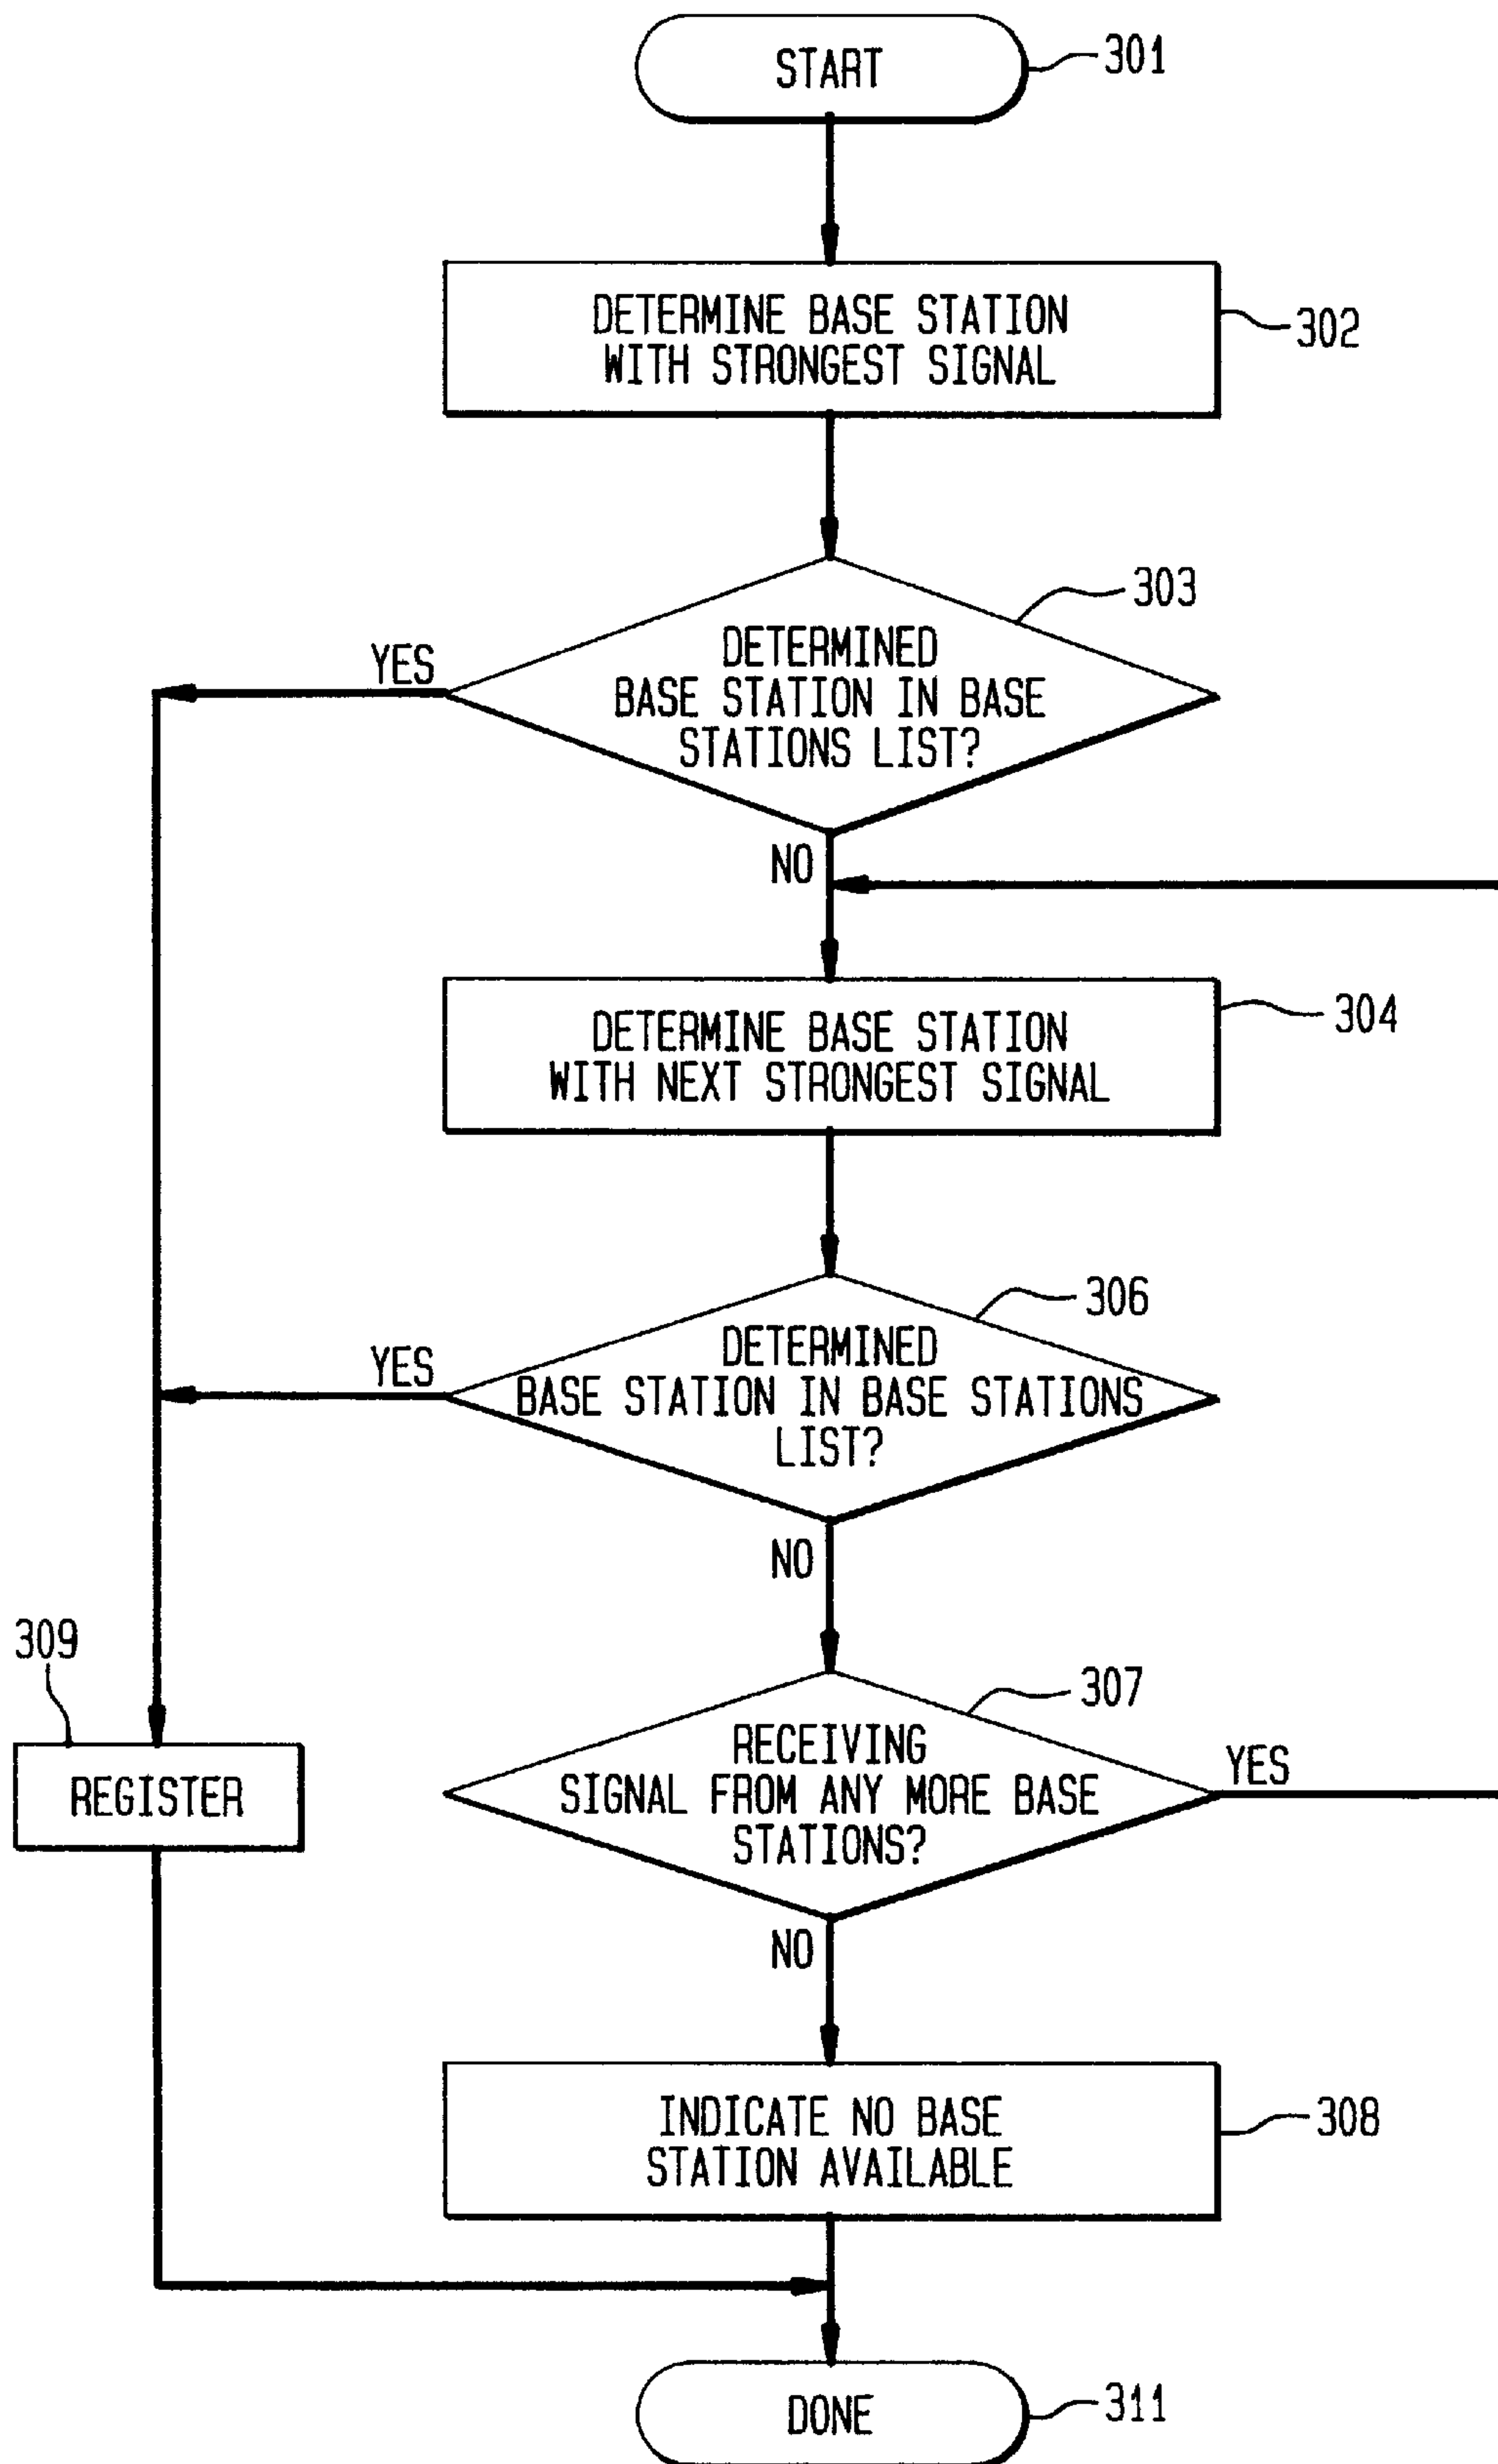 START
301
DETERMINE BASE STATION
WITH STRONGEST SIGNAL
302
303
DETERMINED
BASE STATION IN BASE
STATIONS LIST?
YES
NO
DETERMINE BASE STATION
WITH NEXT STRONGEST SIGNAL
304
306
DETERMINED
BASE STATION IN BASE STATIONS
LIST?
YES
NO
309
REGISTER
307
RECEIVING
SIGNAL FROM ANY MORE BASE
STATIONS?
YES
NO
INDICATE NO BASE
STATION AVAILABLE
308
DONE
311